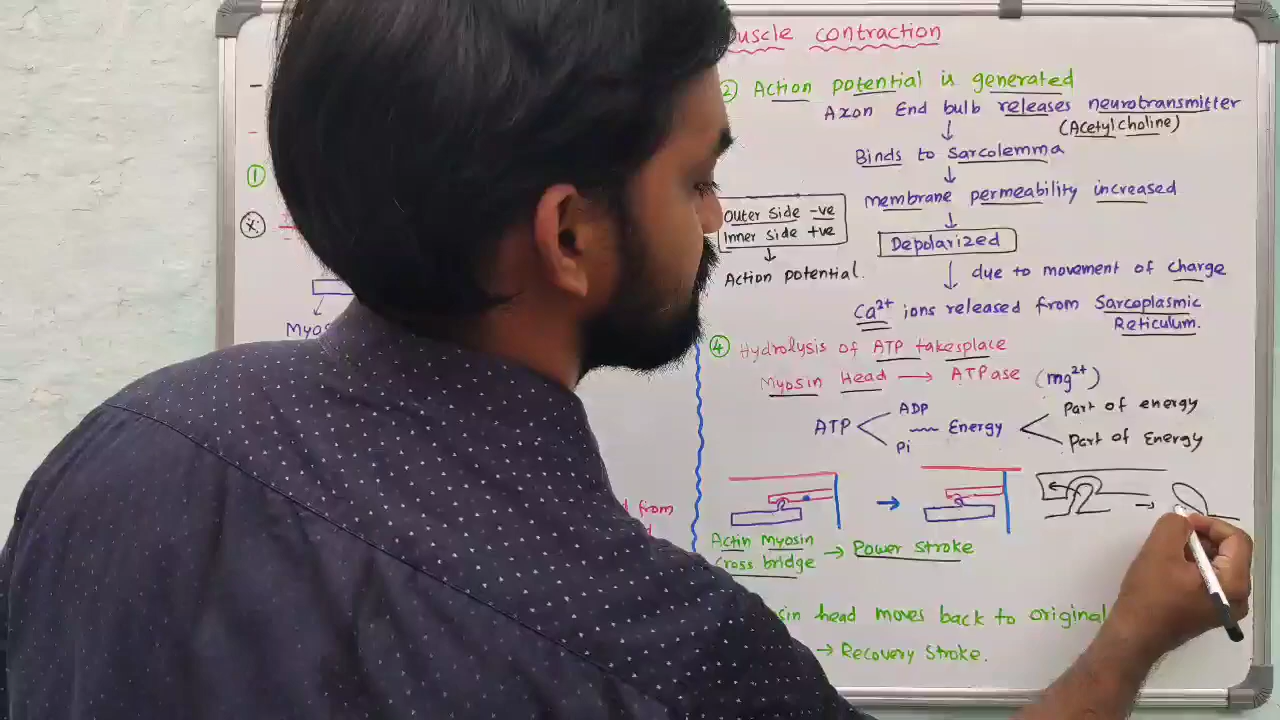 Muscle contraction
①
② Action potential is generated
Axon End bulb releases neurotransmitter
(Acetylcholine)
↓
Binds to Sarcolemma
↓
membrane permeability increased
↓
Outer side -ve
Inner side +ve
↓
Action potential.
Depolarized
↓ due to movement of charge
Ca²⁺ ions released from Sarcoplasmic
Reticulum.
④ Hydrolysis of ATP takesplace
Myosin Head → ATPase (mg²⁺)
ATP
ADP
Pi
Energy
Part of energy
Part of Energy
from
Actin Myosin
Cross bridge → Power stroke
head moves back to original
→ Recovery Stroke.